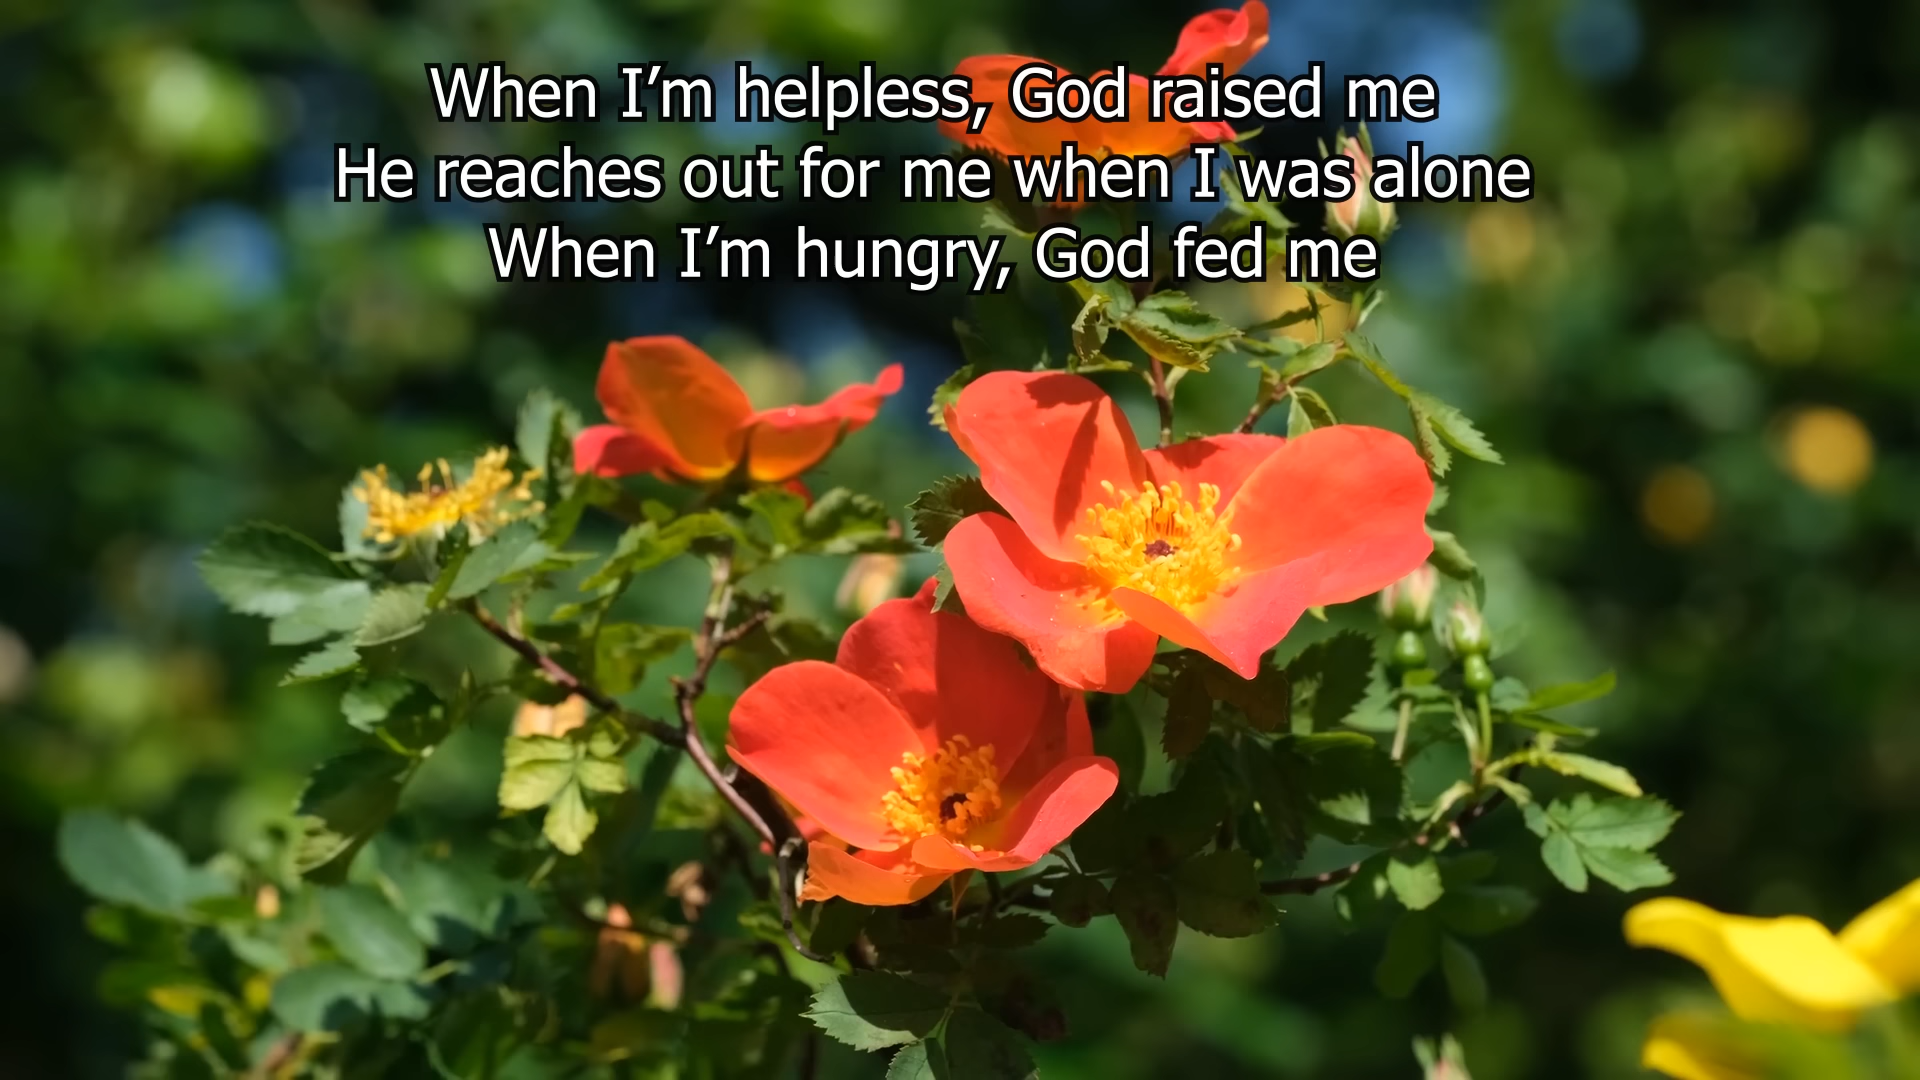 When I’m helpless, God raised me
He reaches out for me when I was alone
When I’m hungry, God fed me